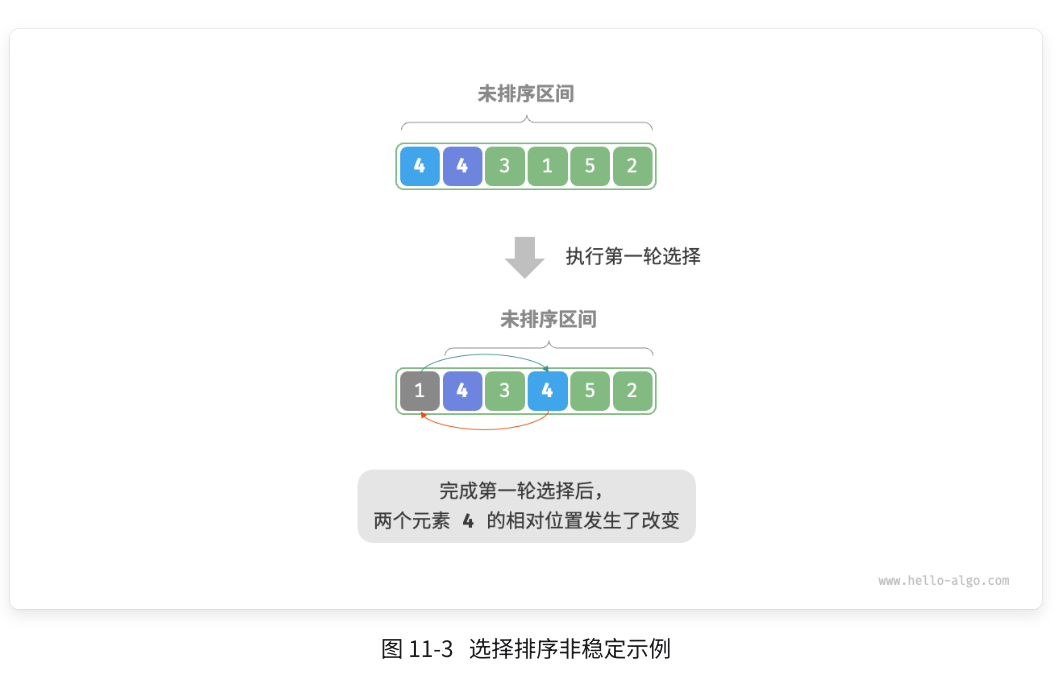 未排序区间
4 4 3 1 5 2
执行第一轮选择
未排序区间
1 4 3 4 5 2
完成第一轮选择后，
两个元素 4 的相对位置发生了改变
www.hello-algo.com
图 11-3 选择排序非稳定示例